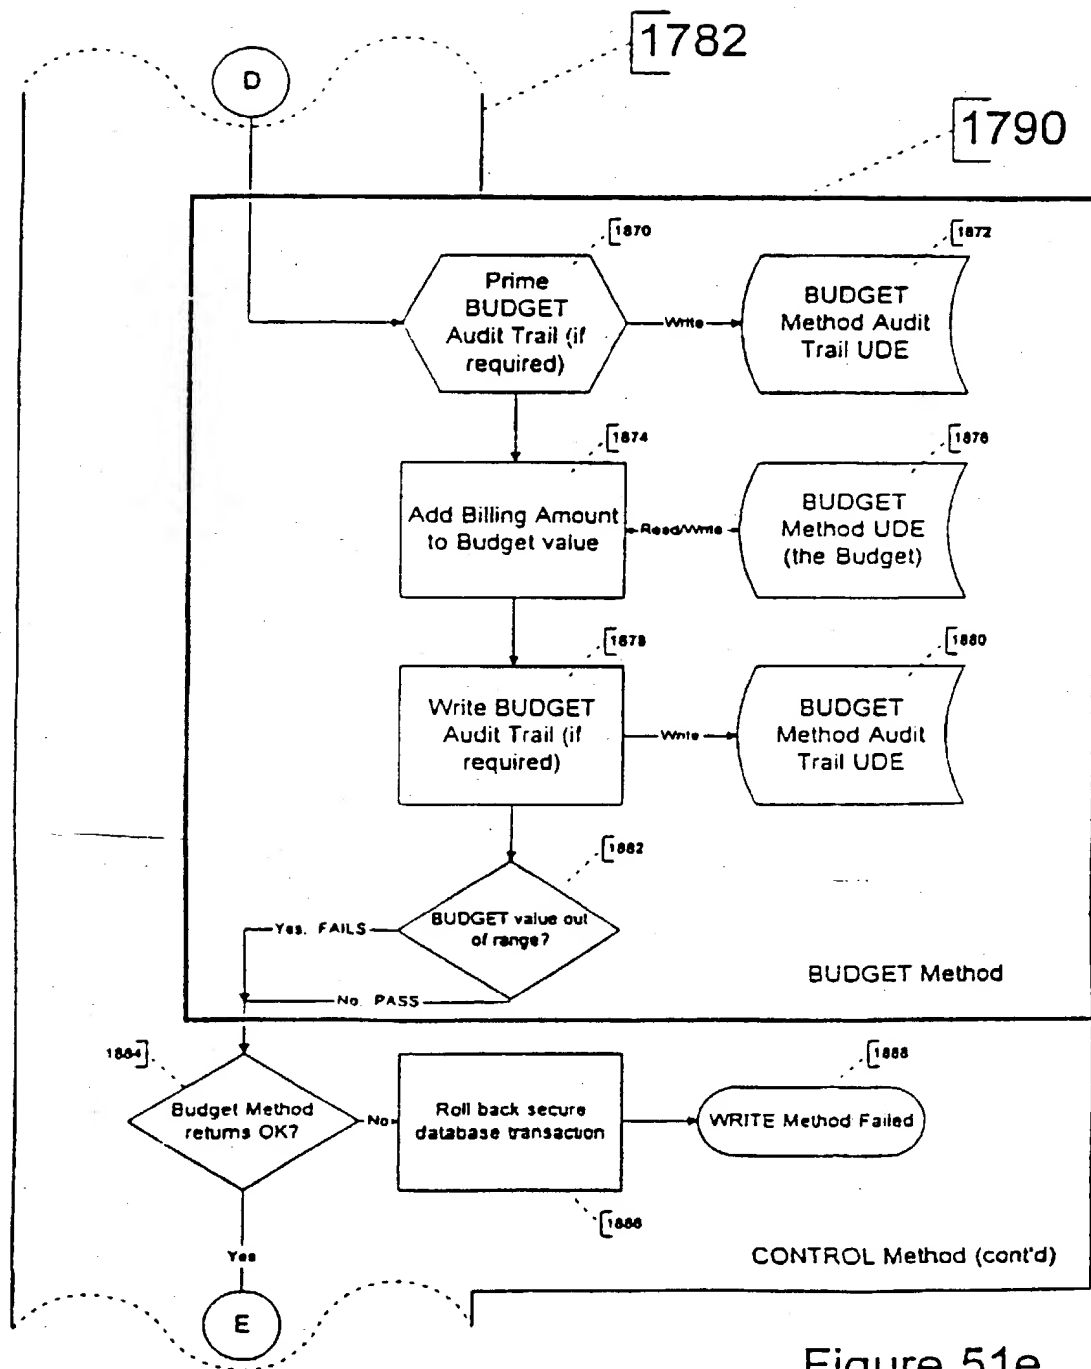 1782
D
1790
1870
1872
Prime
BUDGET
Audit Trail (if
required)
Write
BUDGET
Method Audit
Trail UDE
1874
1876
Add Billing Amount
to Budget value
Read/Write
BUDGET
Method UDE
(the Budget)
1878
1880
Write BUDGET
Audit Trail (if
required)
Write
BUDGET
Method Audit
Trail UDE
1882
BUDGET value out
of range?
Yes, FAILS
No, PASS
BUDGET Method
1884
1888
Budget Method
returns OK?
No
Roll back secure
database transaction
WRITE Method Failed
1886
Yes
CONTROL Method (cont'd)
E
Figure 51e